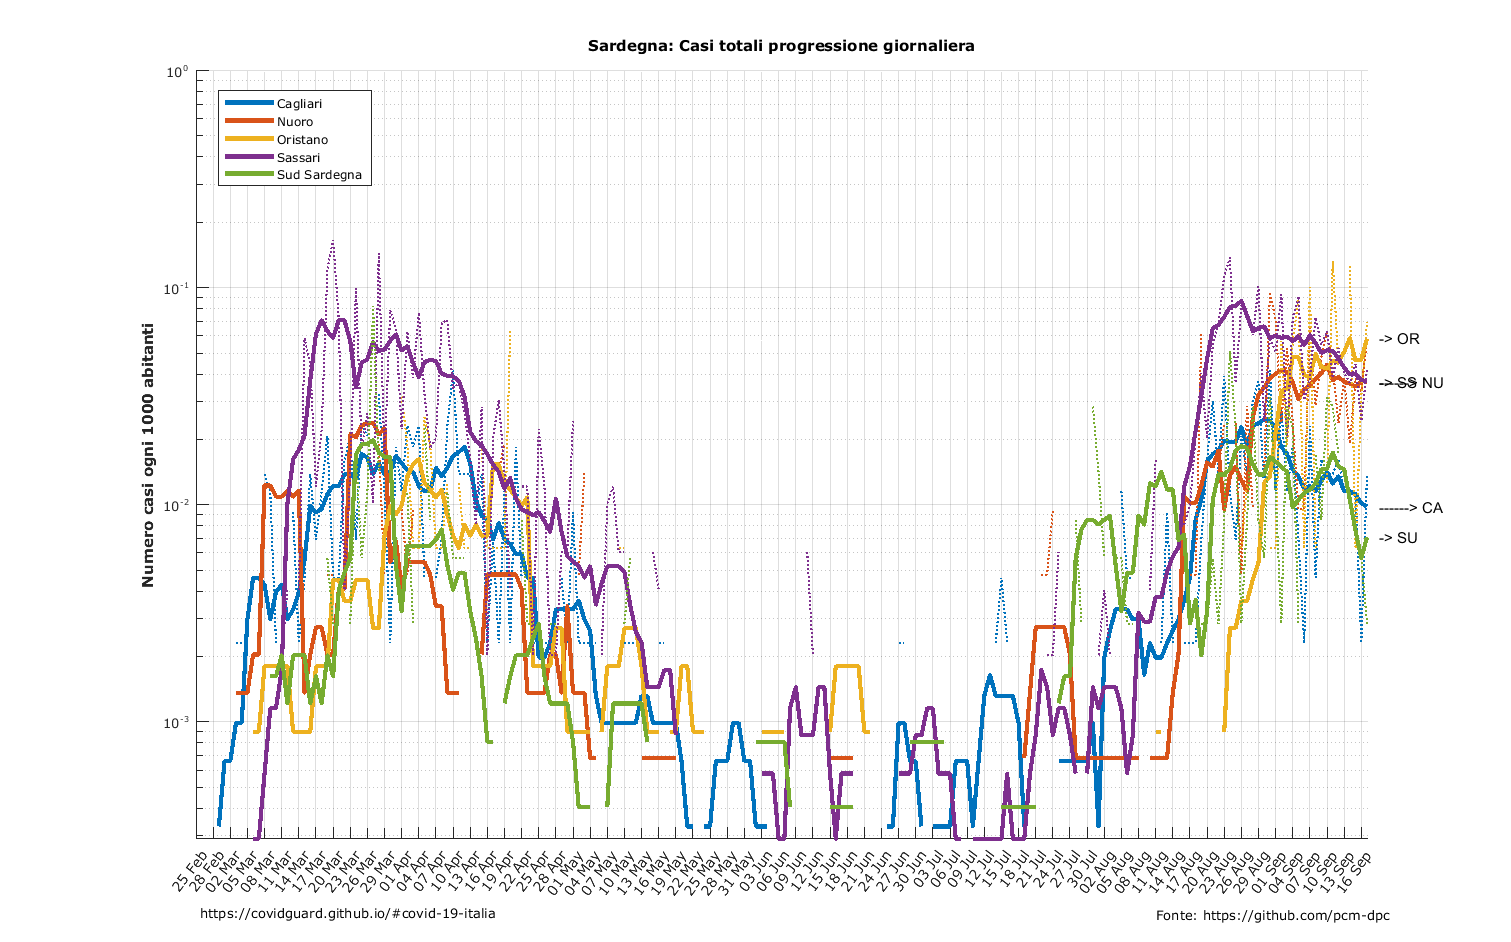 Sardegna: Casi totali progressione giornaliera
10^0
10^-1
10^-2
10^-3
Numero casi ogni 1000 abitanti
Cagliari
Nuoro
Oristano
Sassari
Sud Sardegna
-> OR
-> SS
------> NU
------> CA
-> SU
25 Feb
28 Feb
02 Mar
05 Mar
08 Mar
11 Mar
14 Mar
17 Mar
20 Mar
23 Mar
26 Mar
29 Mar
01 Apr
04 Apr
07 Apr
10 Apr
13 Apr
16 Apr
19 Apr
22 Apr
25 Apr
28 Apr
01 May
04 May
07 May
10 May
13 May
16 May
19 May
22 May
25 May
28 May
31 May
03 Jun
06 Jun
09 Jun
12 Jun
15 Jun
18 Jun
21 Jun
24 Jun
27 Jun
30 Jun
03 Jul
06 Jul
09 Jul
12 Jul
15 Jul
18 Jul
21 Jul
24 Jul
27 Jul
30 Jul
02 Aug
05 Aug
08 Aug
11 Aug
14 Aug
17 Aug
20 Aug
23 Aug
26 Aug
29 Aug
01 Sep
04 Sep
07 Sep
10 Sep
13 Sep
16 Sep
https://covidguard.github.io/#covid-19-italia
Fonte: https://github.com/pcm-dpc